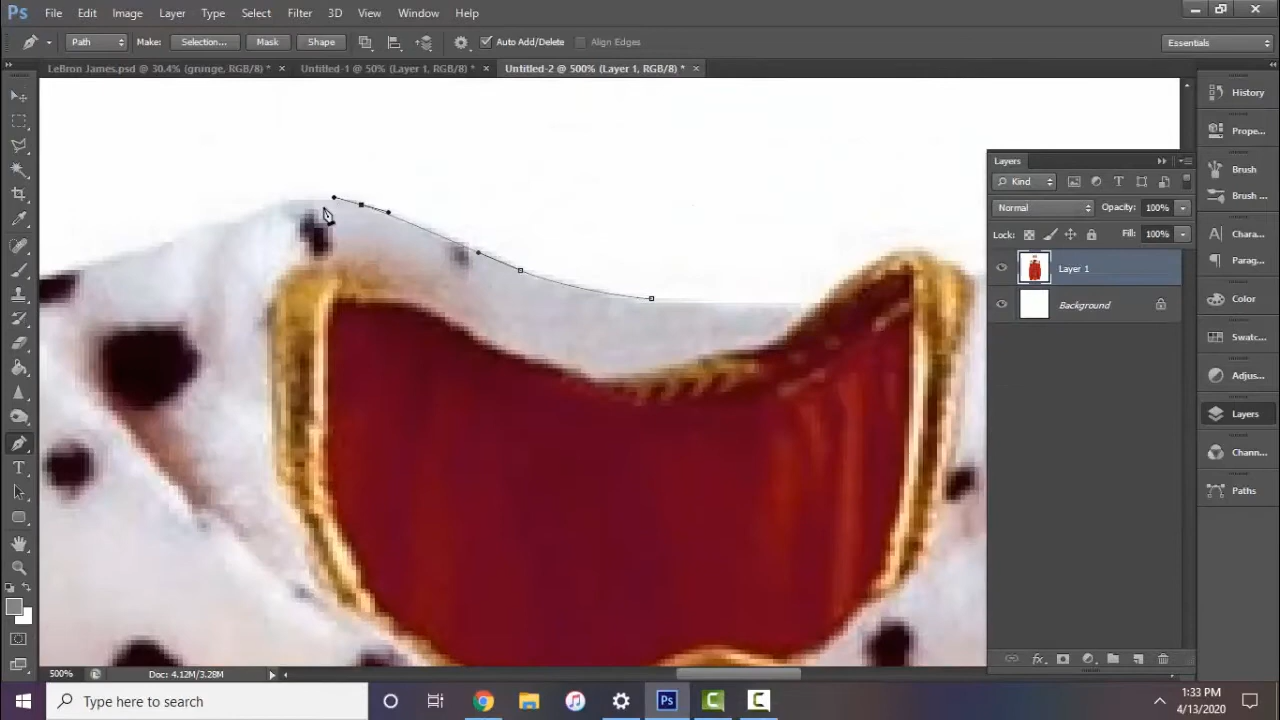 Ps File Edit Image Layer Type Select Filter 3D View Window Help
Path Make: Selection... Mask Shape Auto Add/Delete Align Edges Essentials
LeBron James.psd @ 30.4% (grunge, RGB/8) * × Untitled-1 @ 50% (Layer 1, RGB/8) * × Untitled-2 @ 500% (Layer 1, RGB/8) * ×
History
Prope...
Brush
Brush ...
Chara...
Parag...
Color
Swatc...
Adjus...
Layers
Chann...
Paths
Layers
Kind
Normal Opacity: 100%
Lock: Fill: 100%
Layer 1
Background
fx
500% Doc: 4.12M/3.28M
Type here to search
Ps
1:33 PM
4/13/2020